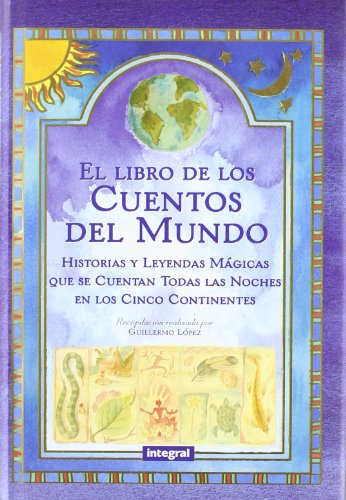 EL LIBRO DE LOS
CUENTOS
DEL MUNDO
HISTORIAS Y LEYENDAS MÁGICAS
QUE SE CUENTAN TODAS LAS NOCHES
EN LOS CINCO CONTINENTES
Recopilación realizada por
GUILLERMO LÓPEZ
integral